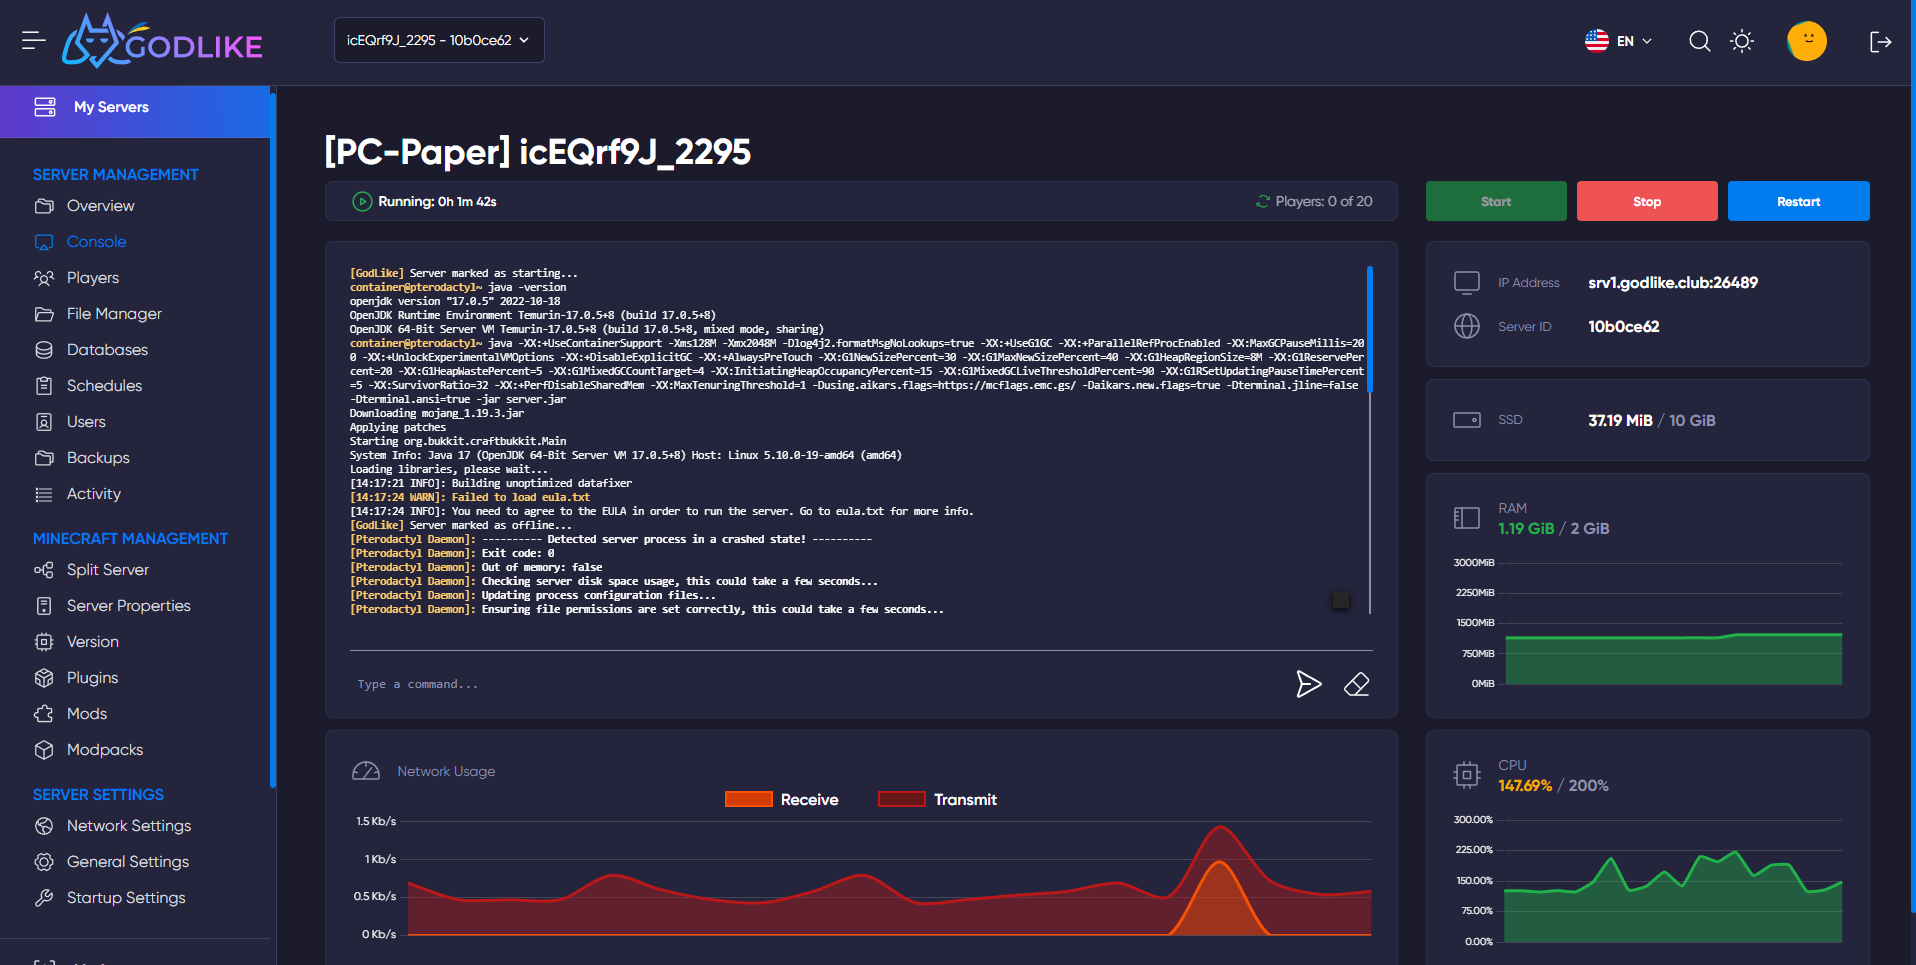 GODLIKE
icEQrf9J_2295 - 10b0ce62
EN
My Servers
SERVER MANAGEMENT
Overview
Console
Players
File Manager
Databases
Schedules
Users
Backups
Activity
MINECRAFT MANAGEMENT
Split Server
Server Properties
Version
Plugins
Mods
Modpacks
SERVER SETTINGS
Network Settings
General Settings
Startup Settings
[PC-Paper] icEQrf9J_2295
Running: 0h 1m 42s
Players: 0 of 20
Start
Stop
Restart
[GodLike] Server marked as starting...
container@pterodactyl~ java -version
openjdk version "17.0.5" 2022-10-18
OpenJDK Runtime Environment Temurin-17.0.5+8 (build 17.0.5+8)
OpenJDK 64-Bit Server VM Temurin-17.0.5+8 (build 17.0.5+8, mixed mode, sharing)
container@pterodactyl~ java -XX:+UseContainerSupport -Xms128M -Xmx2048M -Dlog4j2.formatMsgNoLookups=true -XX:+UseG1GC -XX:+ParallelRefProcEnabled -XX:MaxGCPauseMillis=20
0 -XX:+UnlockExperimentalVMOptions -XX:+DisableExplicitGC -XX:+AlwaysPreTouch -XX:G1NewSizePercent=30 -XX:G1MaxNewSizePercent=40 -XX:G1HeapRegionSize=8M -XX:G1ReservePer
cent=20 -XX:G1HeapWastePercent=5 -XX:G1MixedGCCountTarget=4 -XX:InitiatingHeapOccupancyPercent=15 -XX:G1MixedGCLiveThresholdPercent=90 -XX:G1RSetUpdatingPauseTimePercent
=5 -XX:SurvivorRatio=32 -XX:+PerfDisableSharedMem -XX:MaxTenuringThreshold=1 -Dusing.aikars.flags=https://mcflags.emc.gs/ -Daikars.new.flags=true -Dterminal.jline=false
-Dterminal.ansi=true -jar server.jar
Downloading mojang_1.19.3.jar
Applying patches
Starting org.bukkit.craftbukkit.Main
System Info: Java 17 (OpenJDK 64-Bit Server VM 17.0.5+8) Host: Linux 5.10.0-19-amd64 (amd64)
Loading libraries, please wait...
[14:17:21 INFO]: Building unoptimized datafixer
[14:17:24 WARN]: Failed to load eula.txt
[14:17:24 INFO]: You need to agree to the EULA in order to run the server. Go to eula.txt for more info.
[GodLike] Server marked as offline...
[Pterodactyl Daemon]: ---------- Detected server process in a crashed state! ----------
[Pterodactyl Daemon]: Exit code: 0
[Pterodactyl Daemon]: Out of memory: false
[Pterodactyl Daemon]: Checking server disk space usage, this could take a few seconds...
[Pterodactyl Daemon]: Updating process configuration files...
[Pterodactyl Daemon]: Ensuring file permissions are set correctly, this could take a few seconds...
Type a command...
IP Address srv1.godlike.club:26489
Server ID 10b0ce62
SSD 37.19 MiB / 10 GiB
RAM
1.19 GiB / 2 GiB
3000MiB
2250MiB
1500MiB
750MiB
0MiB
Network Usage
Receive
Transmit
1.5 Kb/s
1 Kb/s
0.5 Kb/s
0 Kb/s
CPU
147.69% / 200%
300.00%
225.00%
150.00%
75.00%
0.00%